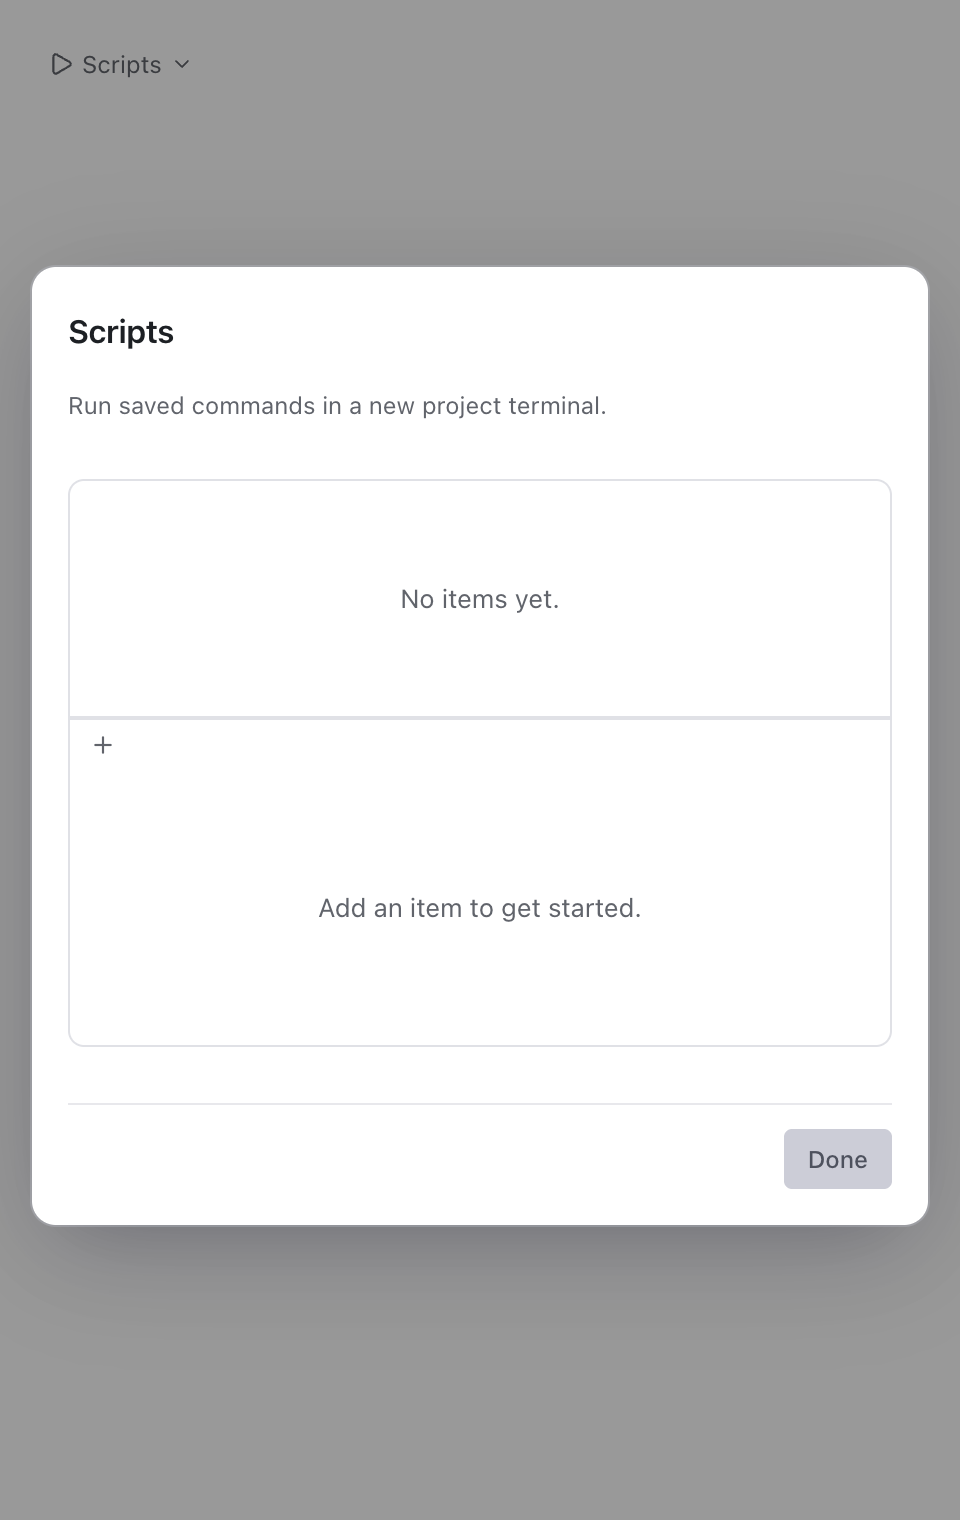 Scripts
Scripts
Run saved commands in a new project terminal.
No items yet.
Add an item to get started.
Done